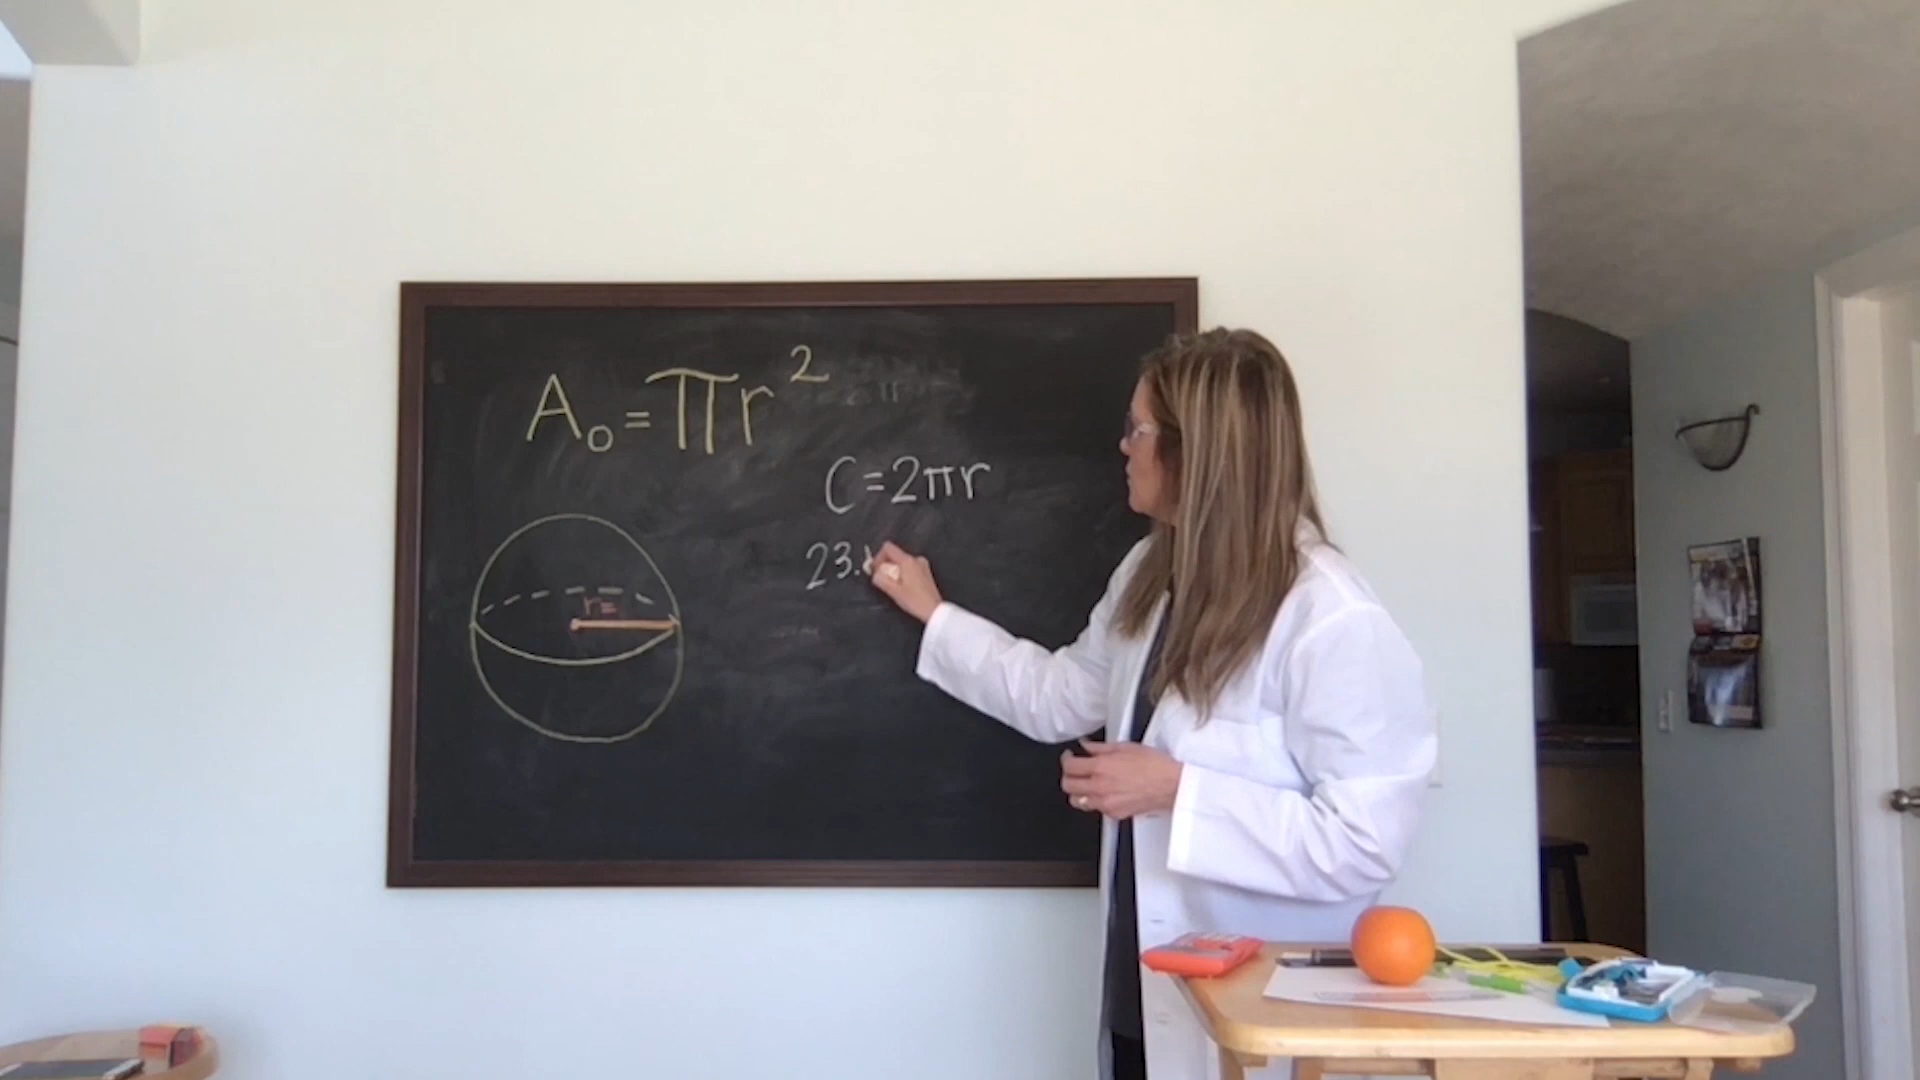 A₀ = πr²
C = 2πr
23.
r=